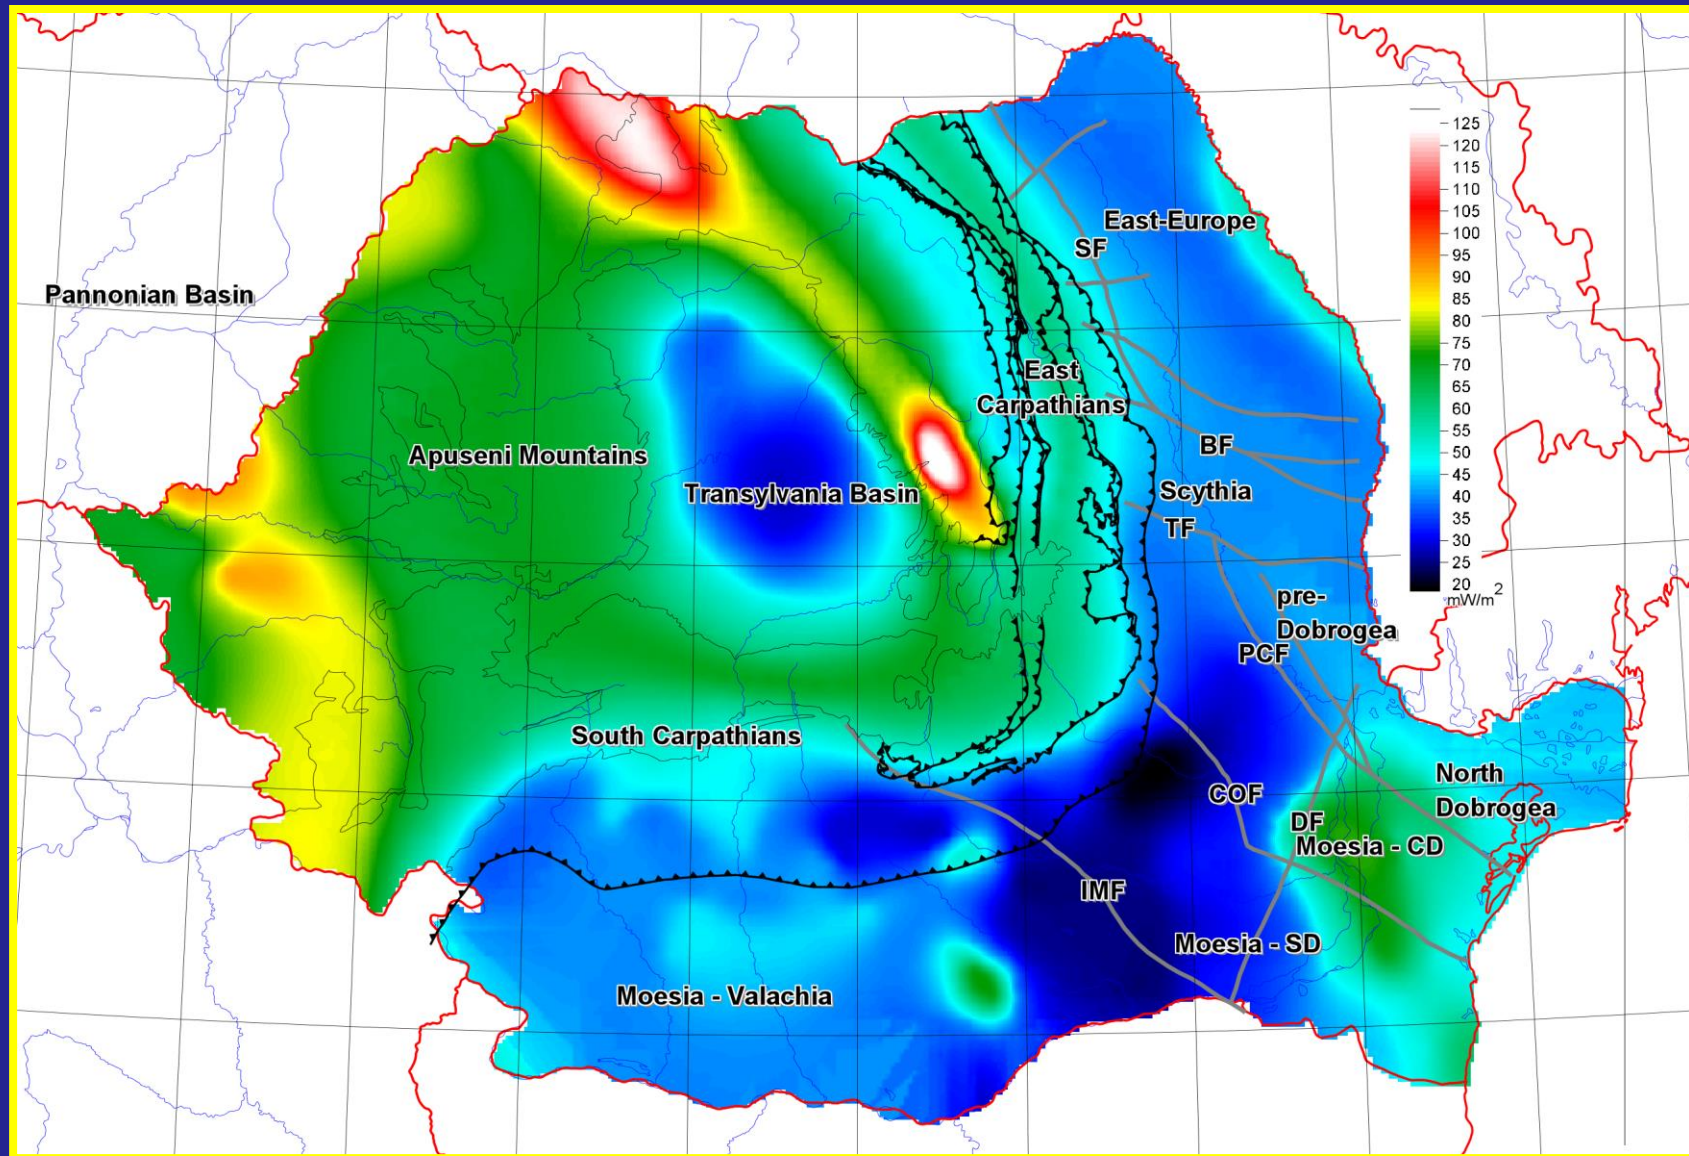 East-Europe
SF
Pannonian Basin
East
Carpathians
Apuseni Mountains
BF
Transylvania Basin
Scythia
TF
pre-
Dobrogea
PCF
South Carpathians
North
Dobrogea
COF
DF
Moesia - CD
IMF
Moesia - SD
Moesia - Valachia
125
120
115
110
105
100
95
90
85
80
75
70
65
60
55
50
45
40
35
30
25
20
mW/m²